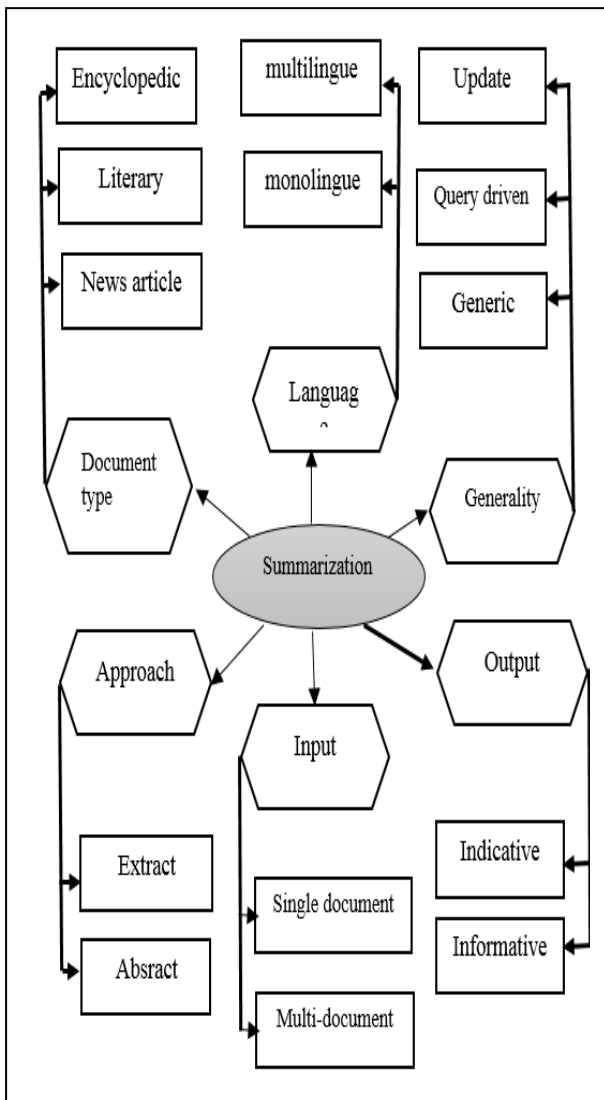 Encyclopedic
multilingue
Update
Literary
monolingue
Query driven
News article
Generic
Languag
Document
type
Generality
Summarization
Approach
Output
Input
Extract
Indicative
Single document
Absract
Informative
Multi-document